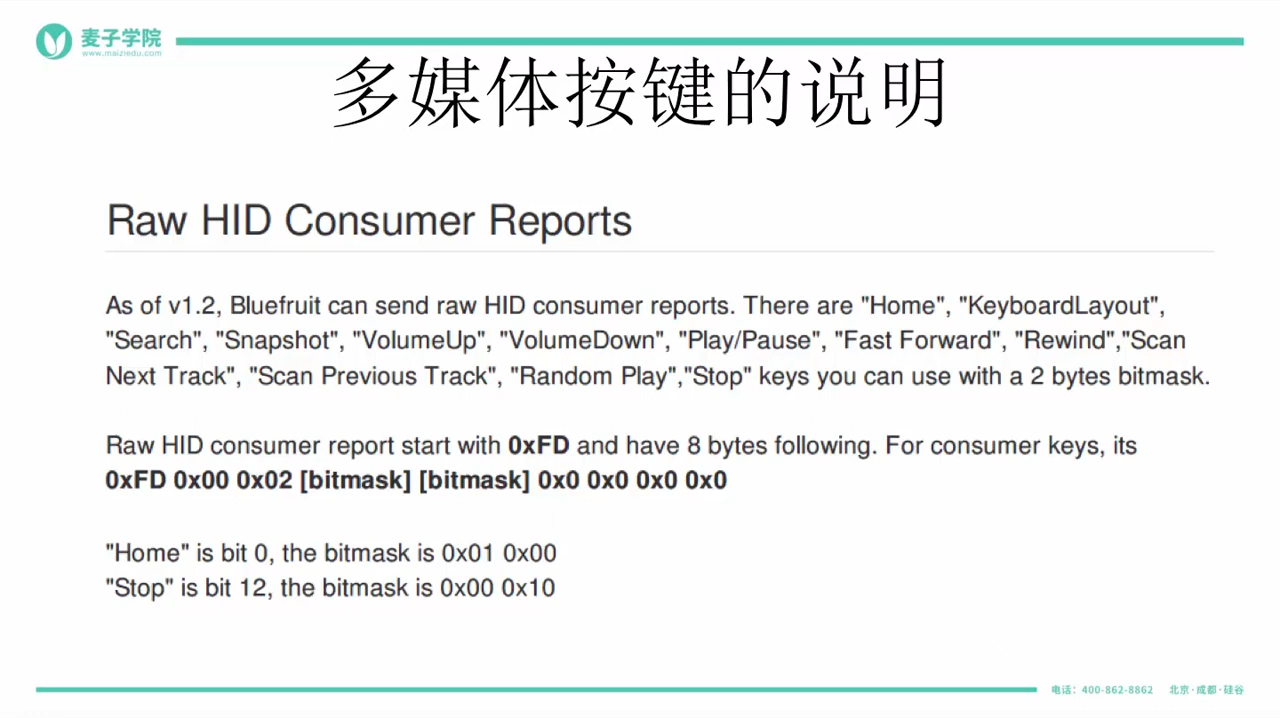 麦子学院
www.maiziedu.com
多媒体按键的说明
Raw HID Consumer Reports
As of v1.2, Bluefruit can send raw HID consumer reports. There are "Home", "KeyboardLayout",
"Search", "Snapshot", "VolumeUp", "VolumeDown", "Play/Pause", "Fast Forward", "Rewind","Scan
Next Track", "Scan Previous Track", "Random Play","Stop" keys you can use with a 2 bytes bitmask.
Raw HID consumer report start with 0xFD and have 8 bytes following. For consumer keys, its
0xFD 0x00 0x02 [bitmask] [bitmask] 0x0 0x0 0x0 0x0
"Home" is bit 0, the bitmask is 0x01 0x00
"Stop" is bit 12, the bitmask is 0x00 0x10
电话：400-862-8862 北京·成都·硅谷